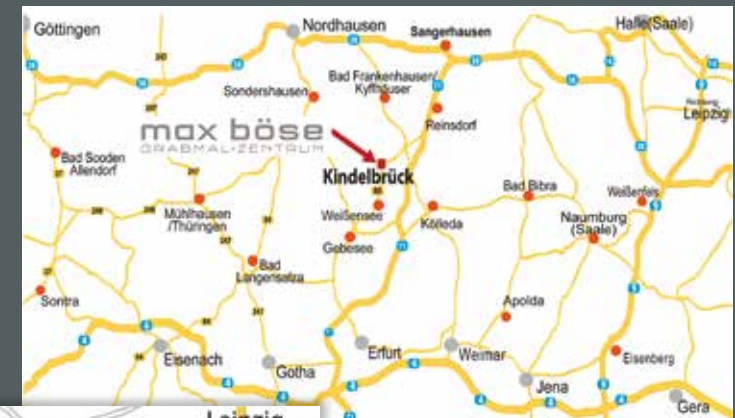 Göttingen
Nordhausen
Sangerhausen
Halle(Saale)
Bad Frankenhausen/
Kyffhäuser
Sondershausen
Reinsdorf
Leipzig
max böse
GRABMAL-ZENTRUM
Bad Sooden
Allendorf
Kindelbrück
Mühlhausen
/Thüringen
Weißensee
Kölleda
Bad Bibra
Weißenfels
Naumburg
(Saale)
Gebesee
Bad
Langensalza
Sontra
Apolda
Eisenach
Gotha
Erfurt
Weimar
Jena
Eisenberg
Gera
Leipzig